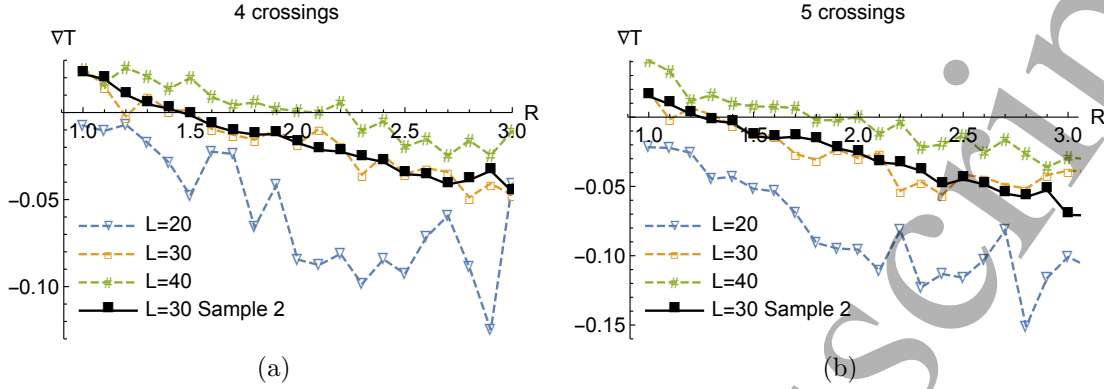 4 crossings
∇T
R
1.0 1.5 2.0 2.5 3.0
-0.05
-0.10
L=20
L=30
L=40
L=30 Sample 2
(a)
5 crossings
∇T
R
1.0 1.5 2.0 2.5 3.0
-0.05
-0.10
-0.15
L=20
L=30
L=40
L=30 Sample 2
(b)
scrip